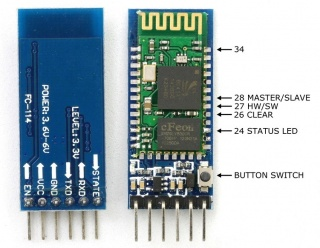 FC-114
POWER: 3.6V~6V
LEVEL: 3.3V
EN
VCC
GND
TXD
RXD
STATE
34
28 MASTER/SLAVE
27 HW/SW
26 CLEAR
24 STATUS LED
BUTTON SWITCH